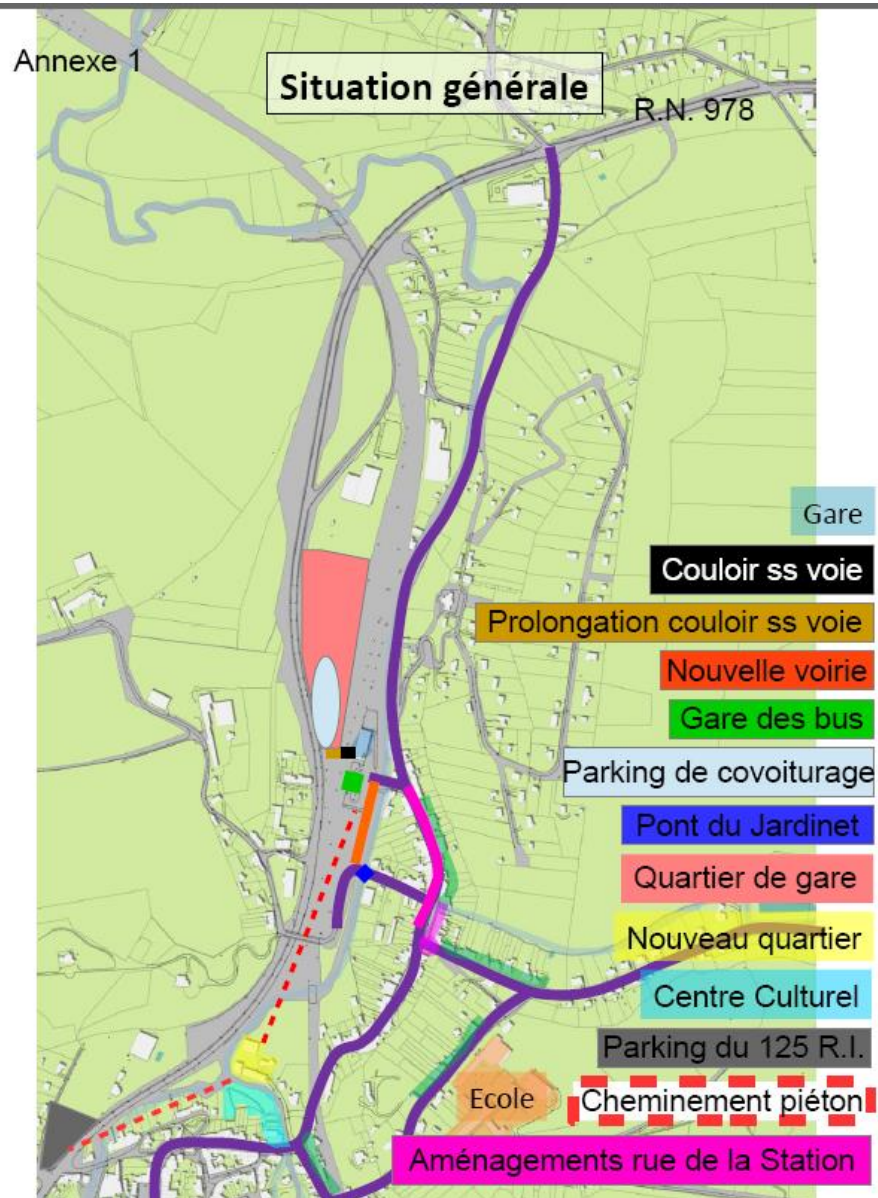 Annexe 1
Situation générale
R.N. 978
Gare
Couloir ss voie
Prolongation couloir ss voie
Nouvelle voirie
Gare des bus
Parking de covoiturage
Pont du Jardinet
Quartier de gare
Nouveau quartier
Centre Culturel
Parking du 125 R.I.
Ecole
Cheminement piéton
Aménagements rue de la Station